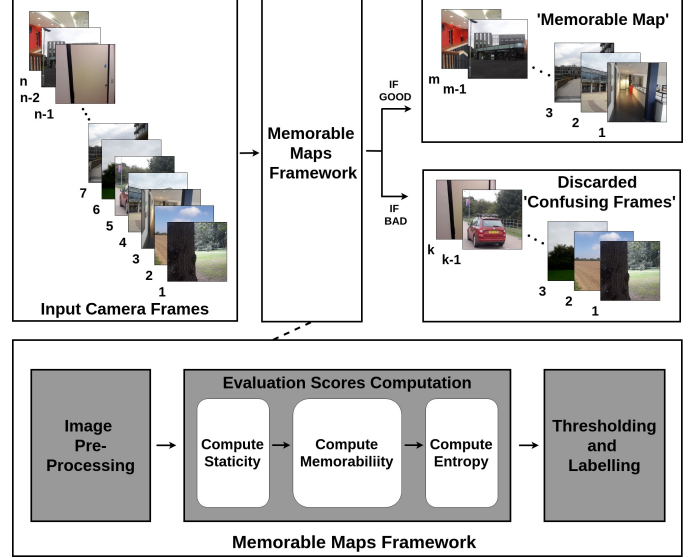 n
n-2
n-1
7
6
5
4
3
2
1
Input Camera Frames
Memorable
Maps
Framework
IF
GOOD
IF
BAD
'Memorable Map'
m
m-1
3
2
1
Discarded
'Confusing Frames'
k
k-1
3
2
1
Image
Pre-
Processing
Evaluation Scores Computation
Compute
Staticity
Compute
Memorabiliity
Compute
Entropy
Thresholding
and
Labelling
Memorable Maps Framework